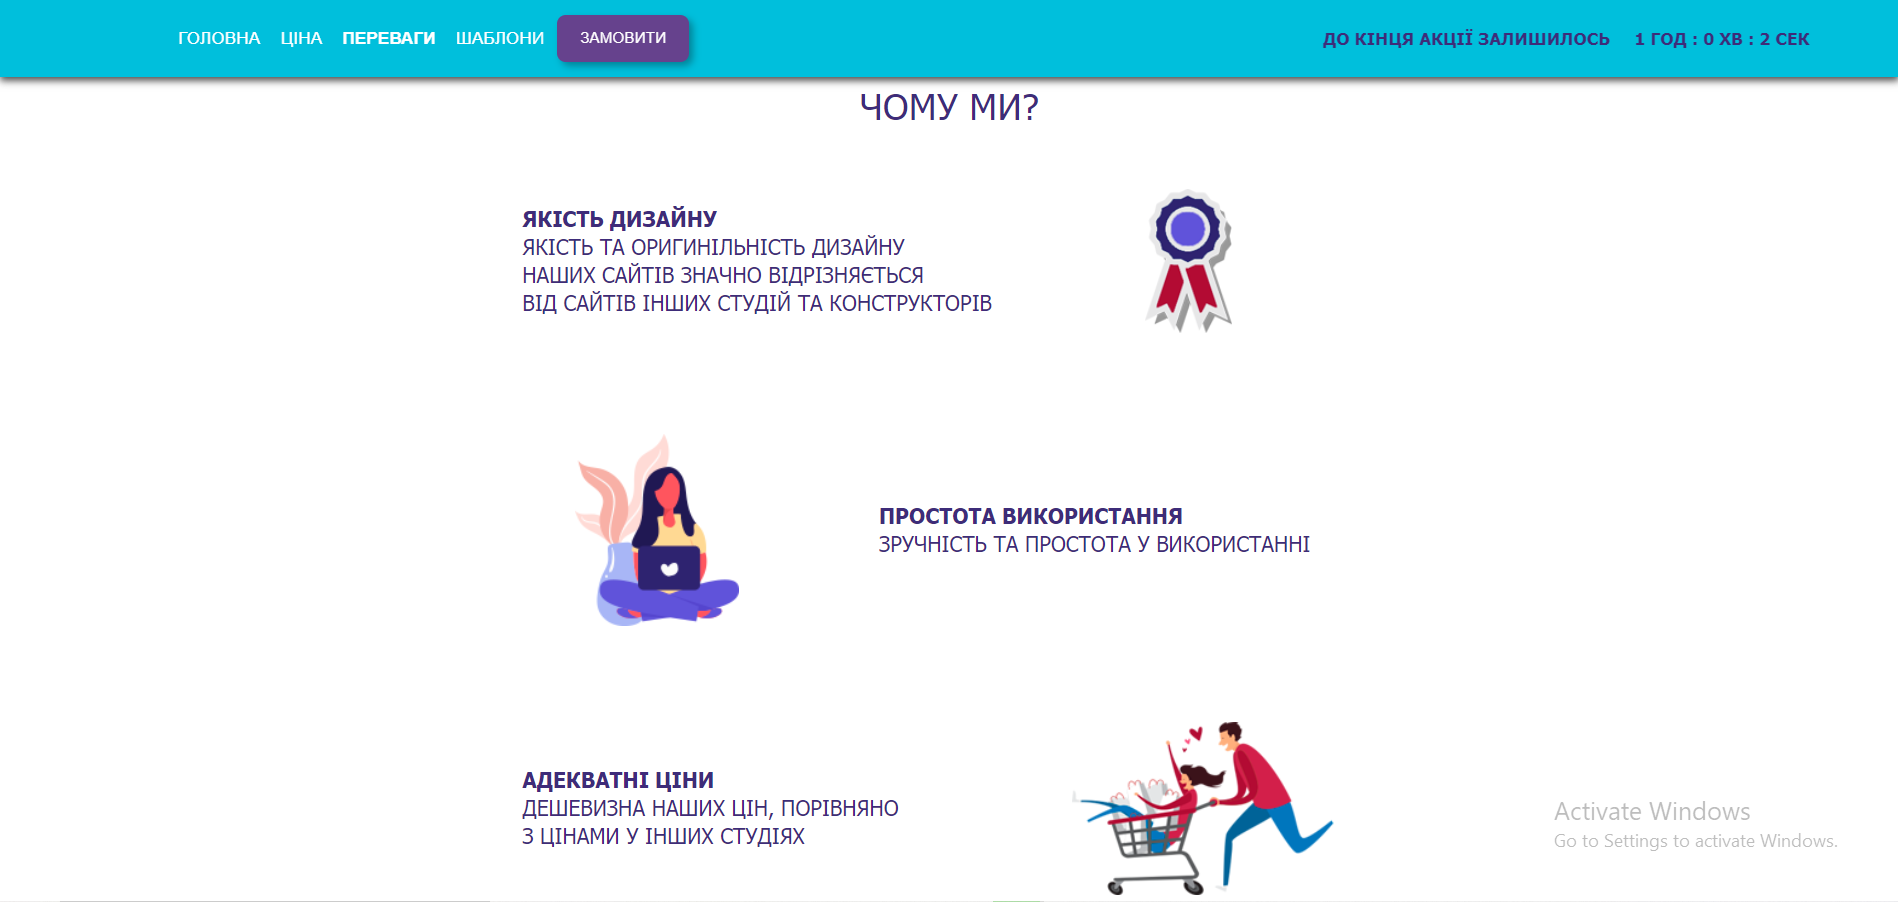 ГОЛОВНА ЦІНА ПЕРЕВАГИ ШАБЛОНИ ЗАМОВИТИ ДО КІНЦЯ АКЦІЇ ЗАЛИШИЛОСЬ 1 ГОД : 0 ХВ : 2 СЕК
ЧОМУ МИ?
ЯКІСТЬ ДИЗАЙНУ
ЯКІСТЬ ТА ОРИГИНІЛЬНІСТЬ ДИЗАЙНУ
НАШИХ САЙТІВ ЗНАЧНО ВІДРІЗНЯЄТЬСЯ
ВІД САЙТІВ ІНШИХ СТУДІЙ ТА КОНСТРУКТОРІВ
ПРОСТОТА ВИКОРИСТАННЯ
ЗРУЧНІСТЬ ТА ПРОСТОТА У ВИКОРИСТАННІ
АДЕКВАТНІ ЦІНИ
ДЕШЕВИЗНА НАШИХ ЦІН, ПОРІВНЯНО
З ЦІНАМИ У ІНШИХ СТУДІЯХ
Activate Windows
Go to Settings to activate Windows.